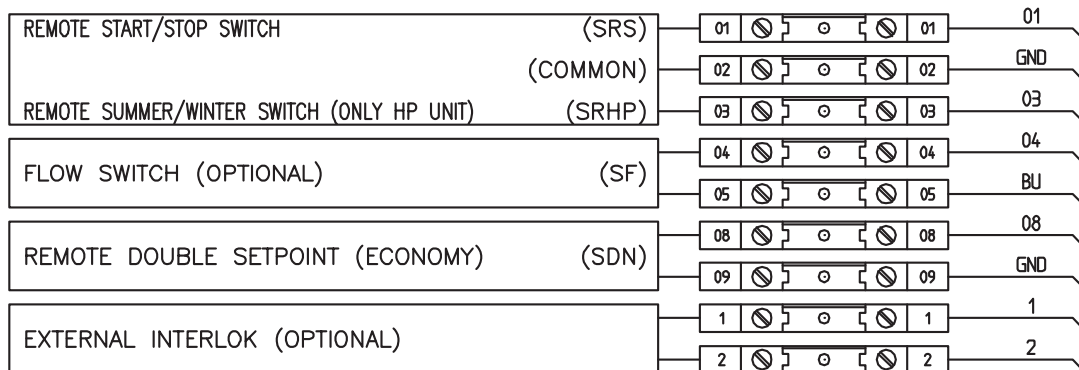 REMOTE START/STOP SWITCH (SRS) 01 01 01
(COMMON) 02 02 GND
REMOTE SUMMER/WINTER SWITCH (ONLY HP UNIT) (SRHP) 03 03 03
FLOW SWITCH (OPTIONAL) (SF) 04 04 04
05 05 BU
REMOTE DOUBLE SETPOINT (ECONOMY) (SDN) 08 08 08
09 09 GND
EXTERNAL INTERLOK (OPTIONAL) 1 1 1
2 2 2